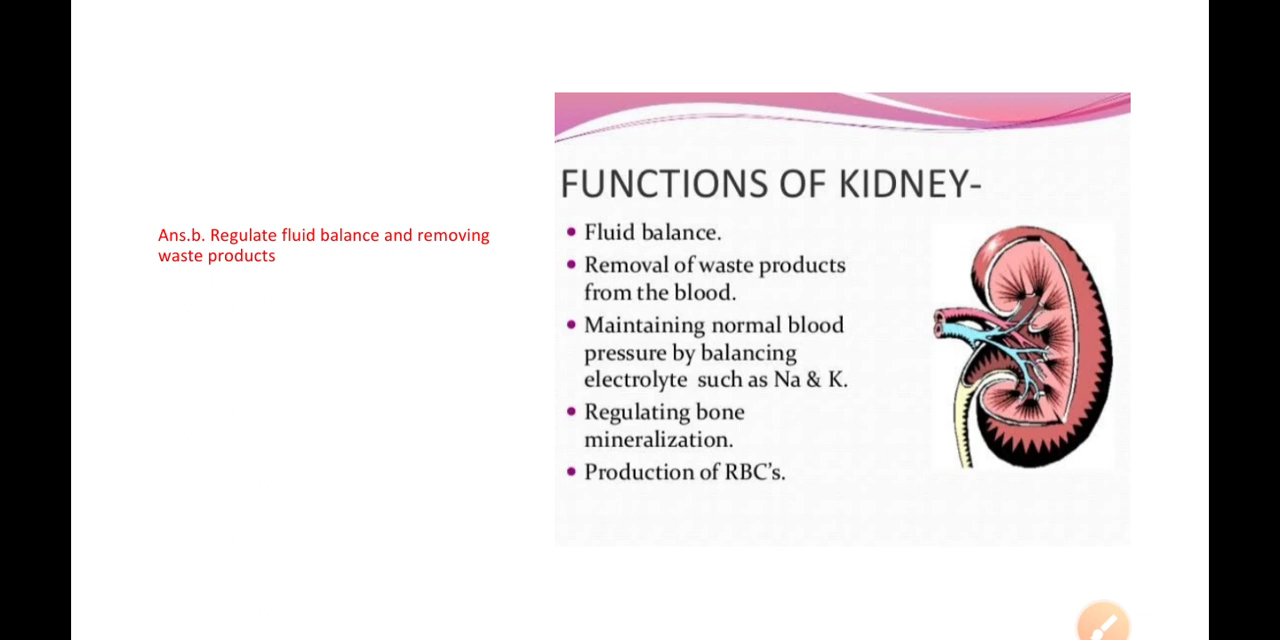 Ans.b. Regulate fluid balance and removing
waste products
FUNCTIONS OF KIDNEY-
• Fluid balance.
• Removal of waste products
from the blood.
• Maintaining normal blood
pressure by balancing
electrolyte such as Na & K.
• Regulating bone
mineralization.
• Production of RBC’s.